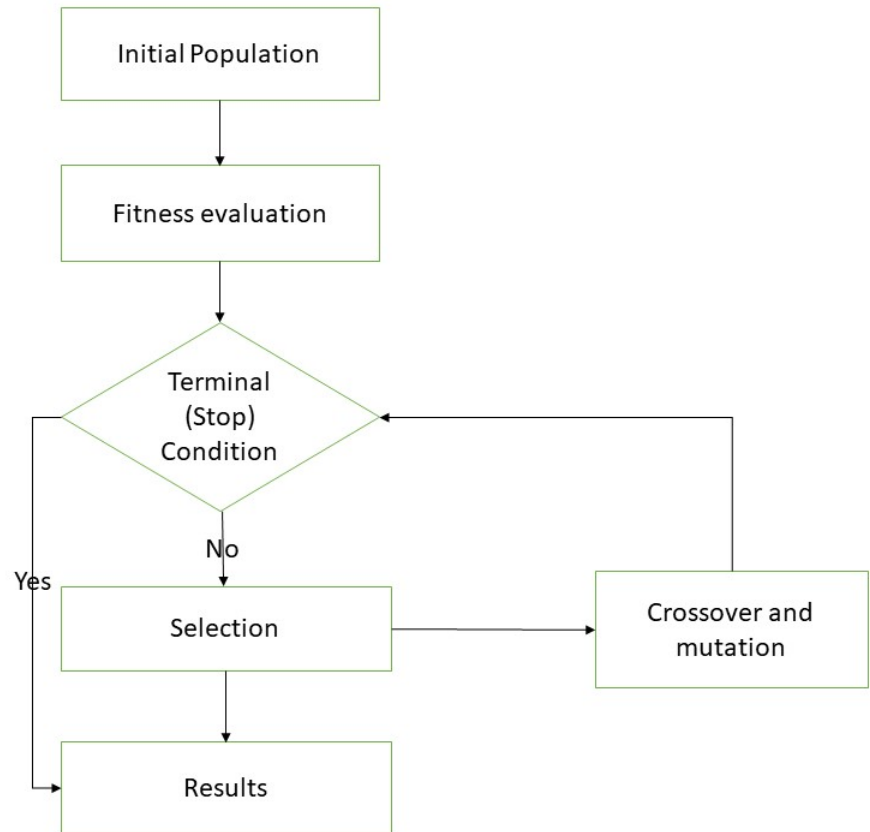 Initial Population
Fitness evaluation
Terminal
(Stop)
Condition
No
Yes
Selection
Crossover and
mutation
Results